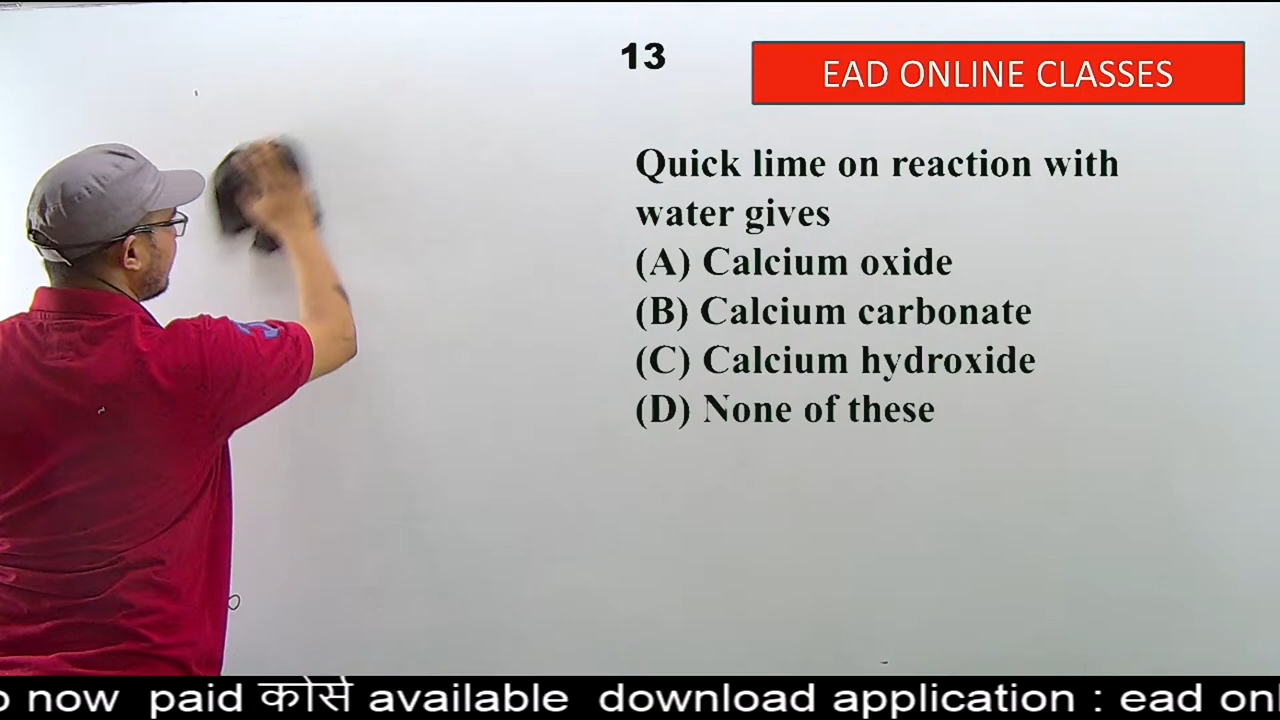 13
EAD ONLINE CLASSES
Quick lime on reaction with
water gives
(A) Calcium oxide
(B) Calcium carbonate
(C) Calcium hydroxide
(D) None of these
now paid कोर्स available download application : ead